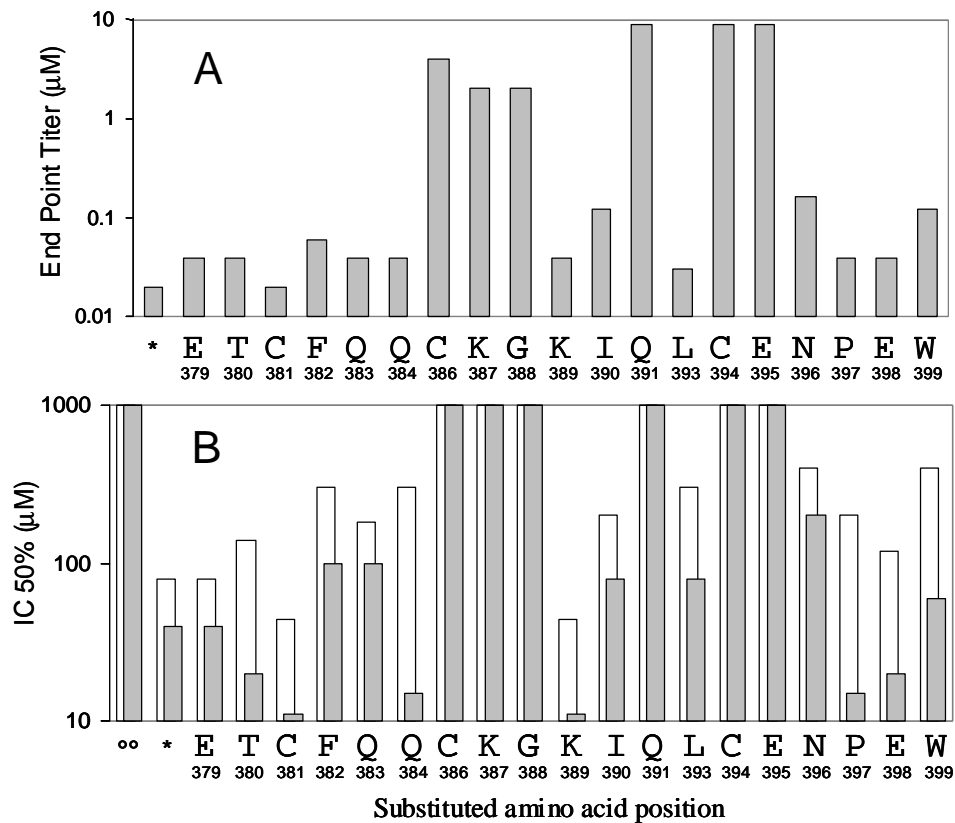 10
A
1
0.1
0.01
End Point Titer (μM)
* E T C F Q Q C K G K I Q L C E N P E W
379 380 381 382 383 384 386 387 388 389 390 391 393 394 395 396 397 398 399
1000
B
100
10
IC 50% (μM)
°° * E T C F Q Q C K G K I Q L C E N P E W
379 380 381 382 383 384 386 387 388 389 390 391 393 394 395 396 397 398 399
Substituted amino acid position